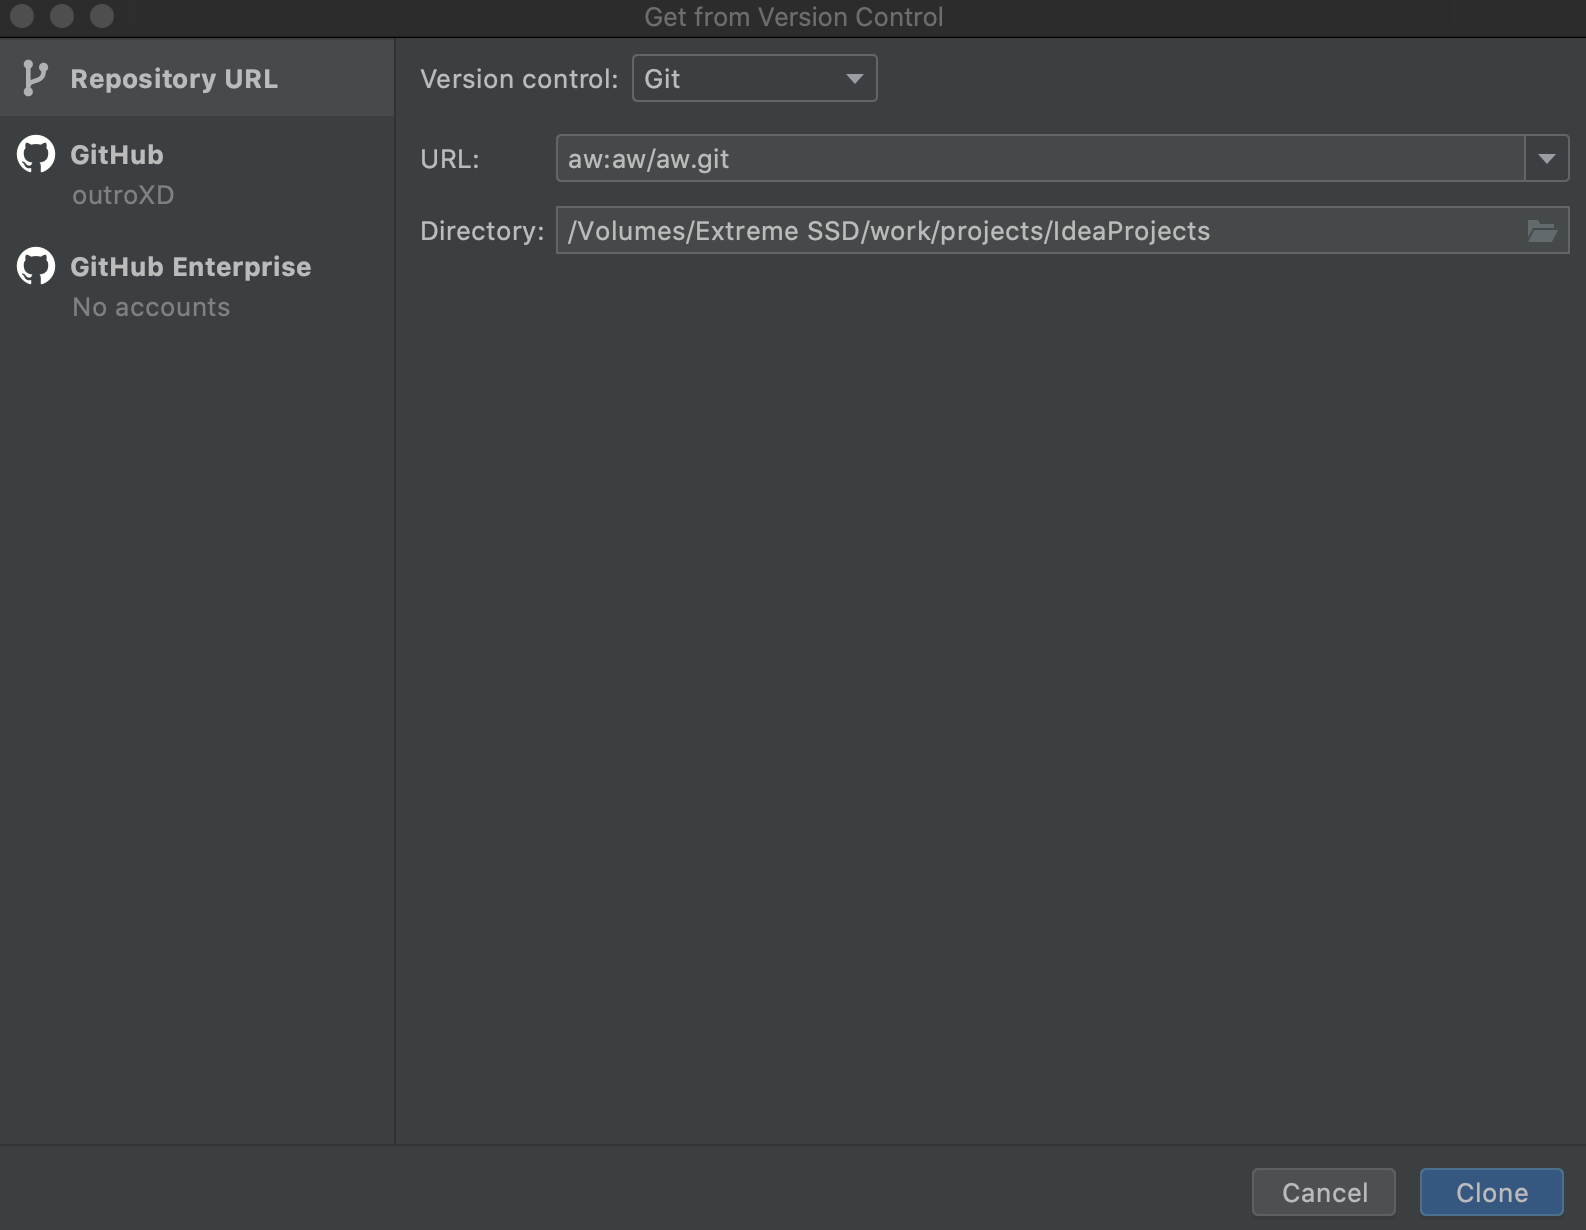 Get from Version Control
Repository URL
GitHub
outroXD
GitHub Enterprise
No accounts
Version control: Git
URL: aw:aw/aw.git
Directory: /Volumes/Extreme SSD/work/projects/IdeaProjects
Cancel Clone